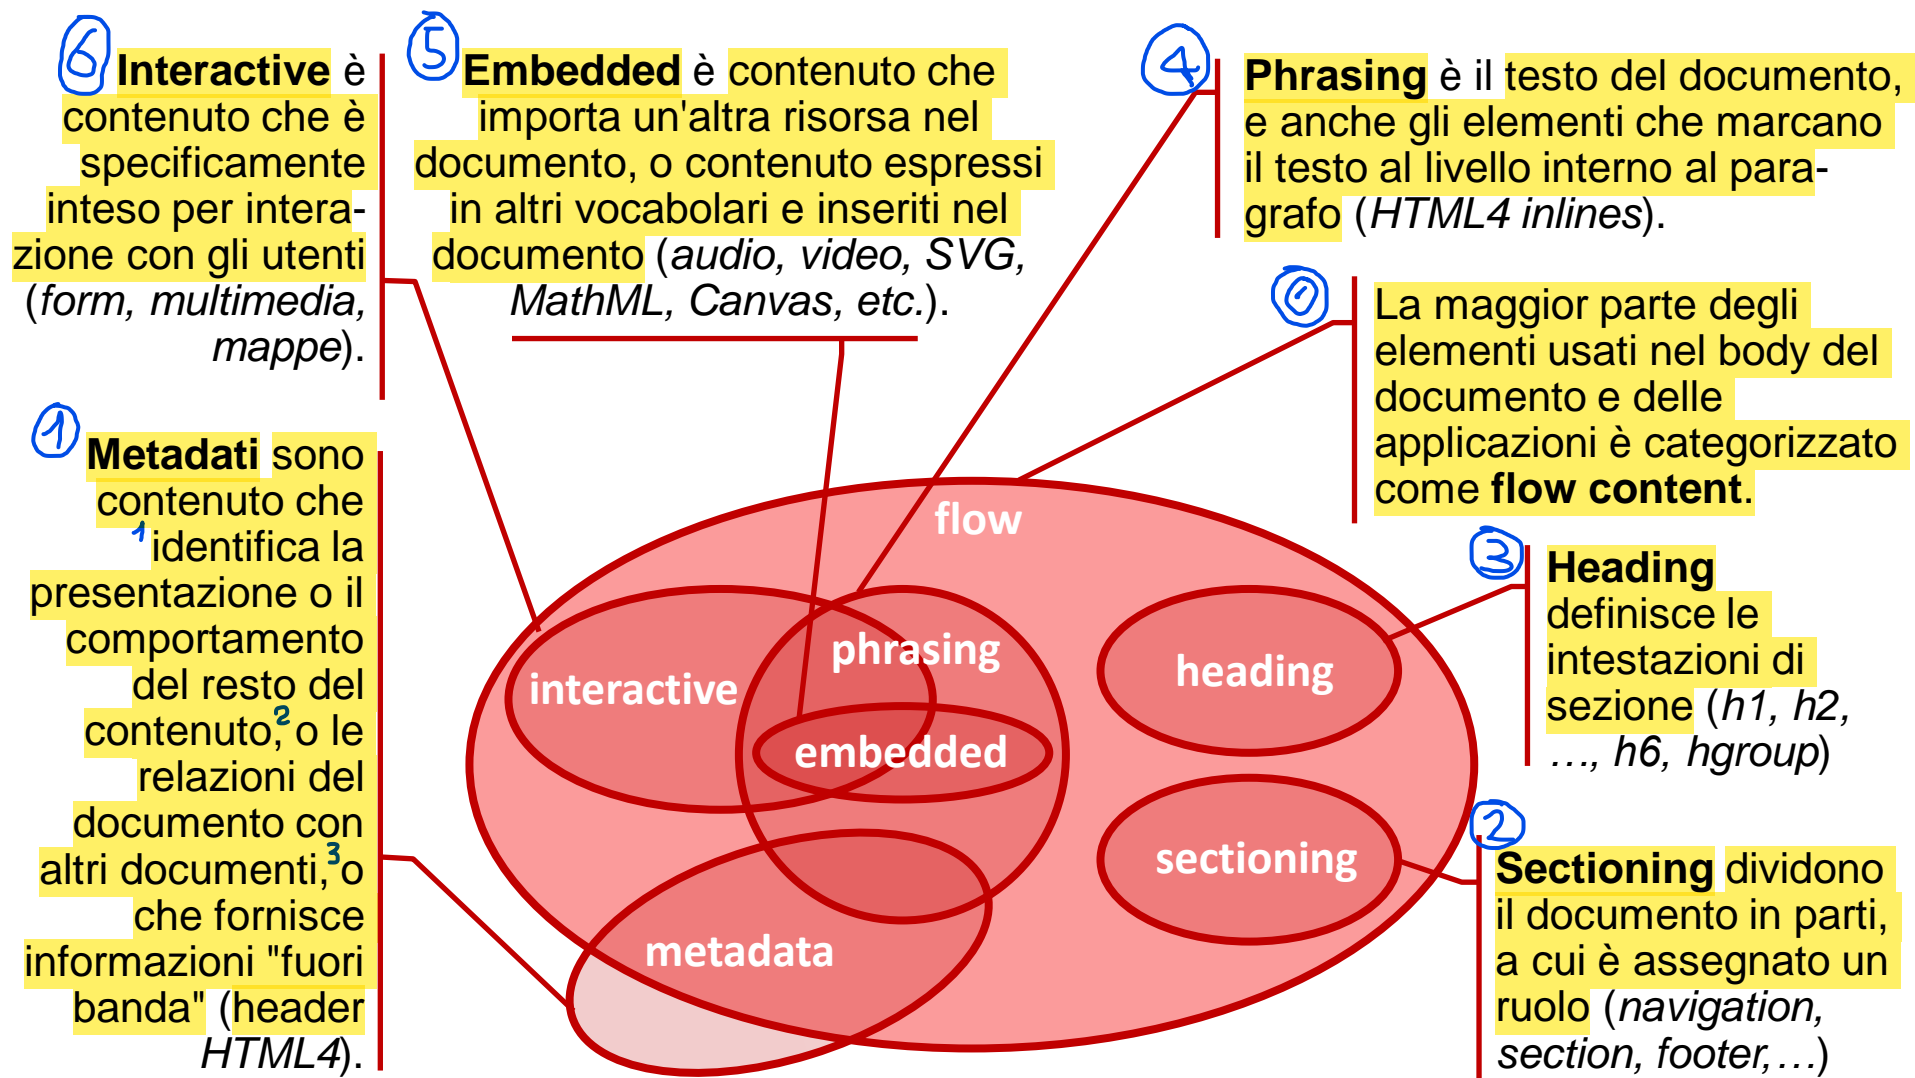 6
Interactive è
contenuto che è
specificamente
inteso per intera-
zione con gli utenti
(form, multimedia,
mappe).
5
Embedded è contenuto che
importa un'altra risorsa nel
documento, o contenuto espressi
in altri vocabolari e inseriti nel
documento (audio, video, SVG,
MathML, Canvas, etc.).
4
Phrasing è il testo del documento,
e anche gli elementi che marcano
il testo al livello interno al para-
grafo (HTML4 inlines).
0
La maggior parte degli
elementi usati nel body del
documento e delle
applicazioni è categorizzato
come flow content.
1
Metadati sono
contenuto che
1 identifica la
presentazione o il
comportamento
del resto del
contenuto, 2 o le
relazioni del
documento con
altri documenti, 3 o
che fornisce
informazioni "fuori
banda" (header
HTML4).
flow
phrasing
interactive
embedded
heading
sectioning
metadata
3
Heading
definisce le
intestazioni di
sezione (h1, h2,
…, h6, hgroup)
2
Sectioning dividono
il documento in parti,
a cui è assegnato un
ruolo (navigation,
section, footer,…)